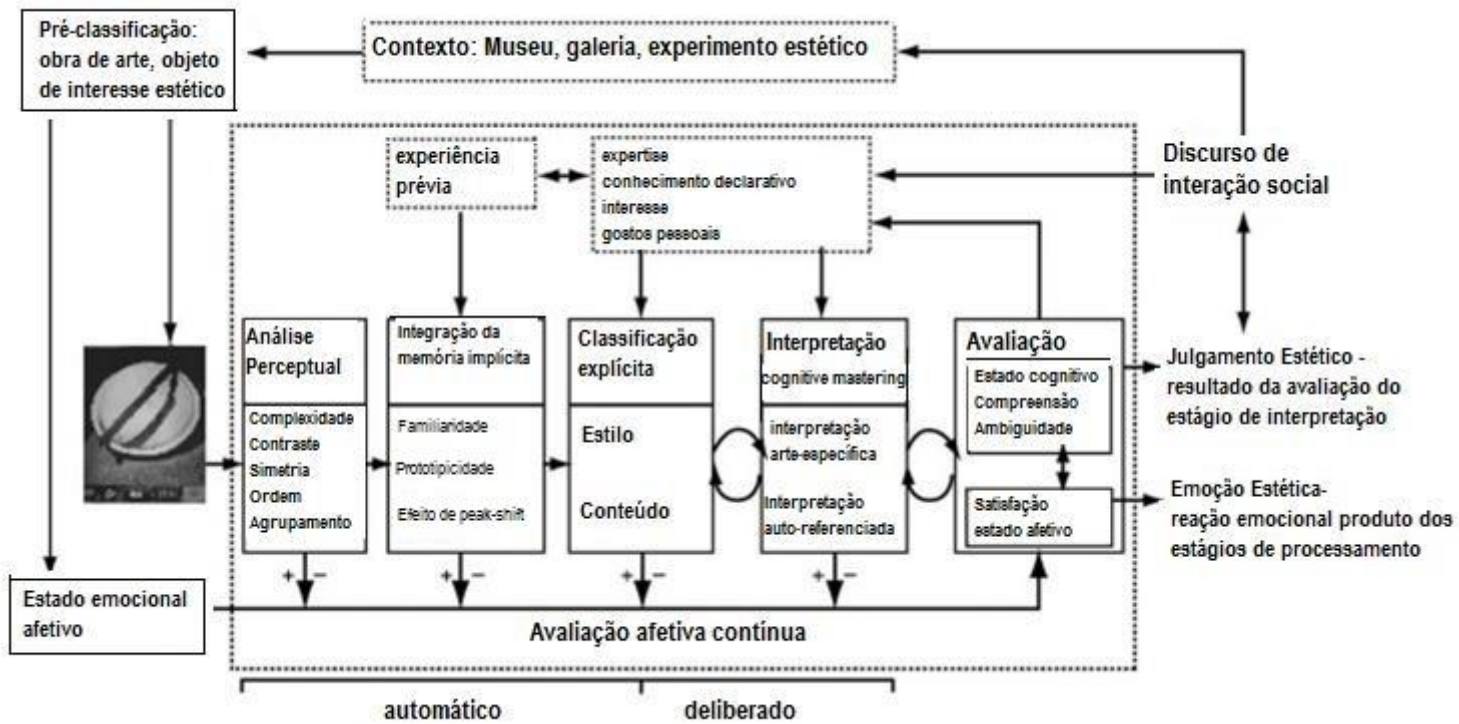 Pré-classificação:
obra de arte, objeto
de interesse estético
Contexto: Museu, galeria, experimento estético
experiência
prévia
expertise
conhecimento declarativo
interesse
gostos pessoais
Discurso de
interação social
Análise
Perceptual
Complexidade
Contraste
Simetria
Ordem
Agrupamento
Integração da
memória implícita
Familiaridade
Prototipicidade
Efeito de peak-shift
Classificação
explícita
Estilo
Conteúdo
Interpretação
cognitive mastering
interpretação
arte-específica
Interpretação
auto-referenciada
Avaliação
Estado cognitivo
Compreensão
Ambiguidade
Satisfação
estado afetivo
Julgamento Estético -
resultado da avaliação do
estágio de interpretação
Emoção Estética-
reação emocional produto dos
estágios de processamento
+ −
+ −
+ −
+ −
Estado emocional
afetivo
Avaliação afetiva contínua
automático
deliberado